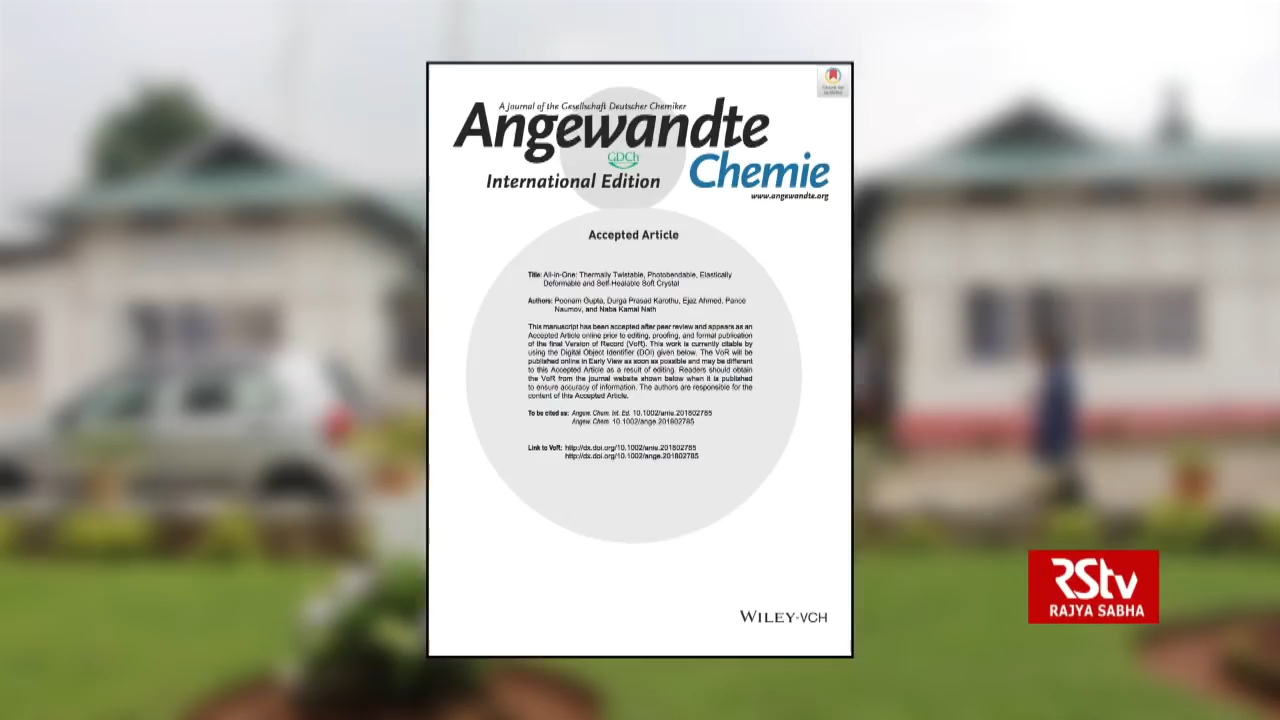 A Journal of the Gesellschaft Deutscher Chemiker
Angewandte
GDCh
Chemie
International Edition
www.angewandte.org
Accepted Article
Title: All-in-One: Thermally Twistable, Photobendable, Elastically
Deformable and Self-Healable Soft Crystal
Authors: Poonam Gupta, Durga Prasad Karothu, Ejaz Ahmed, Pance
Naumov, and Naba Kamal Nath
This manuscript has been accepted after peer review and appears as an
Accepted Article online prior to editing, proofing, and formal publication
of the final Version of Record (VoR). This work is currently citable by
using the Digital Object Identifier (DOI) given below. The VoR will be
published online in Early View as soon as possible and may be different
to this Accepted Article as a result of editing. Readers should obtain
the VoR from the journal website shown below when it is published
to ensure accuracy of information. The authors are responsible for the
content of this Accepted Article.
To be cited as: Angew. Chem. Int. Ed. 10.1002/anie.201802785
Angew. Chem. 10.1002/ange.201802785
Link to VoR: http://dx.doi.org/10.1002/anie.201802785
http://dx.doi.org/10.1002/ange.201802785
WILEY-VCH
RStv
RAJYA SABHA